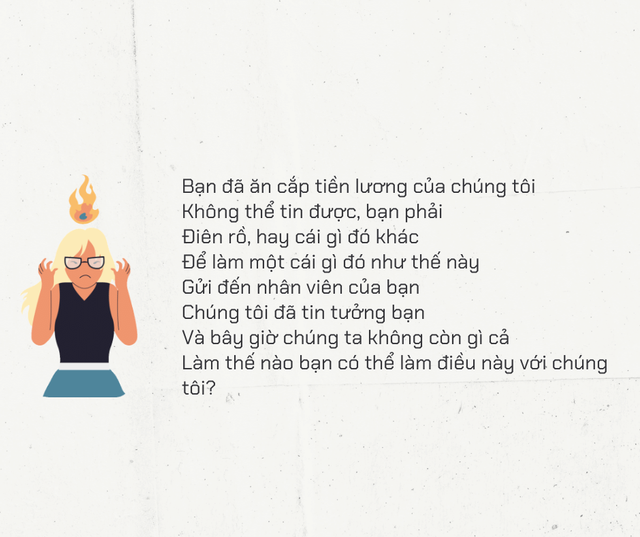 Bạn đã ăn cắp tiền lương của chúng tôi
Không thể tin được, bạn phải
Điên rồ, hay cái gì đó khác
Để làm một cái gì đó như thế này
Gửi đến nhân viên của bạn
Chúng tôi đã tin tưởng bạn
Và bây giờ chúng ta không còn gì cả
Làm thế nào bạn có thể làm điều này với chúng
tôi?